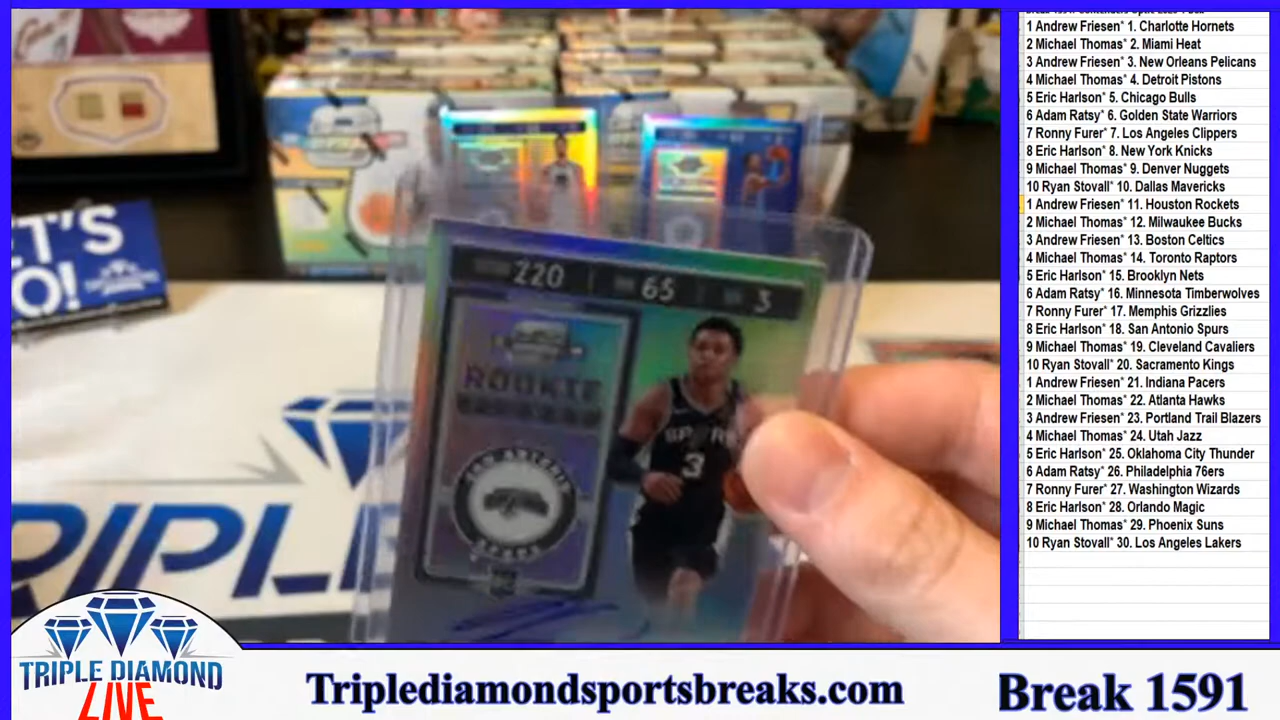 1 Andrew Friesen* 1. Charlotte Hornets
2 Michael Thomas* 2. Miami Heat
3 Andrew Friesen* 3. New Orleans Pelicans
4 Michael Thomas* 4. Detroit Pistons
5 Eric Harlson* 5. Chicago Bulls
6 Adam Ratsy* 6. Golden State Warriors
7 Ronny Furer* 7. Los Angeles Clippers
8 Eric Harlson* 8. New York Knicks
9 Michael Thomas* 9. Denver Nuggets
10 Ryan Stovall* 10. Dallas Mavericks
1 Andrew Friesen* 11. Houston Rockets
2 Michael Thomas* 12. Milwaukee Bucks
3 Andrew Friesen* 13. Boston Celtics
4 Michael Thomas* 14. Toronto Raptors
5 Eric Harlson* 15. Brooklyn Nets
6 Adam Ratsy* 16. Minnesota Timberwolves
7 Ronny Furer* 17. Memphis Grizzlies
8 Eric Harlson* 18. San Antonio Spurs
9 Michael Thomas* 19. Cleveland Cavaliers
10 Ryan Stovall* 20. Sacramento Kings
1 Andrew Friesen* 21. Indiana Pacers
2 Michael Thomas* 22. Atlanta Hawks
3 Andrew Friesen* 23. Portland Trail Blazers
4 Michael Thomas* 24. Utah Jazz
5 Eric Harlson* 25. Oklahoma City Thunder
6 Adam Ratsy* 26. Philadelphia 76ers
7 Ronny Furer* 27. Washington Wizards
8 Eric Harlson* 28. Orlando Magic
9 Michael Thomas* 29. Phoenix Suns
10 Ryan Stovall* 30. Los Angeles Lakers
ET'S
O!
220 65 3
ROOKIE
SAN ANTONIO
SPURS
SPURS
3
TRIPLE
TRIPLE DIAMOND
LIVE
Triplediamondsportsbreaks.com
Break 1591